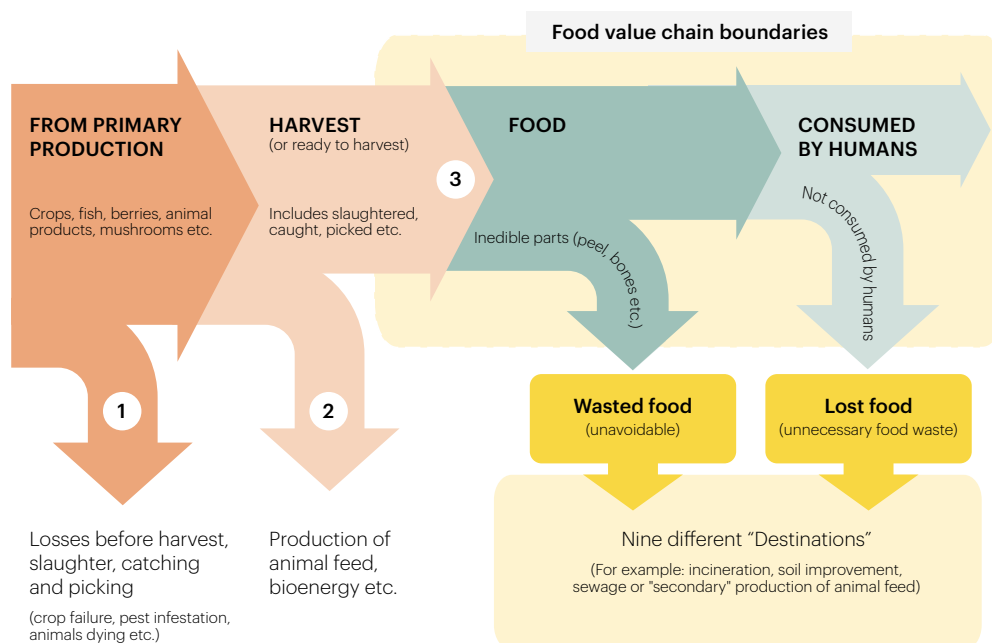 Food value chain boundaries
FROM PRIMARY
PRODUCTION
Crops, fish, berries, animal
products, mushrooms etc.
HARVEST
(or ready to harvest)
Includes slaughtered,
caught, picked etc.
3
FOOD
Inedible parts (peel, bones etc.)
CONSUMED
BY HUMANS
Not consumed by humans
1
2
Wasted food
(unavoidable)
Lost food
(unnecessary food waste)
Losses before harvest,
slaughter, catching
and picking
(crop failure, pest infestation,
animals dying etc.)
Production of
animal feed,
bioenergy etc.
Nine different “Destinations”
(For example: incineration, soil improvement,
sewage or "secondary" production of animal feed)